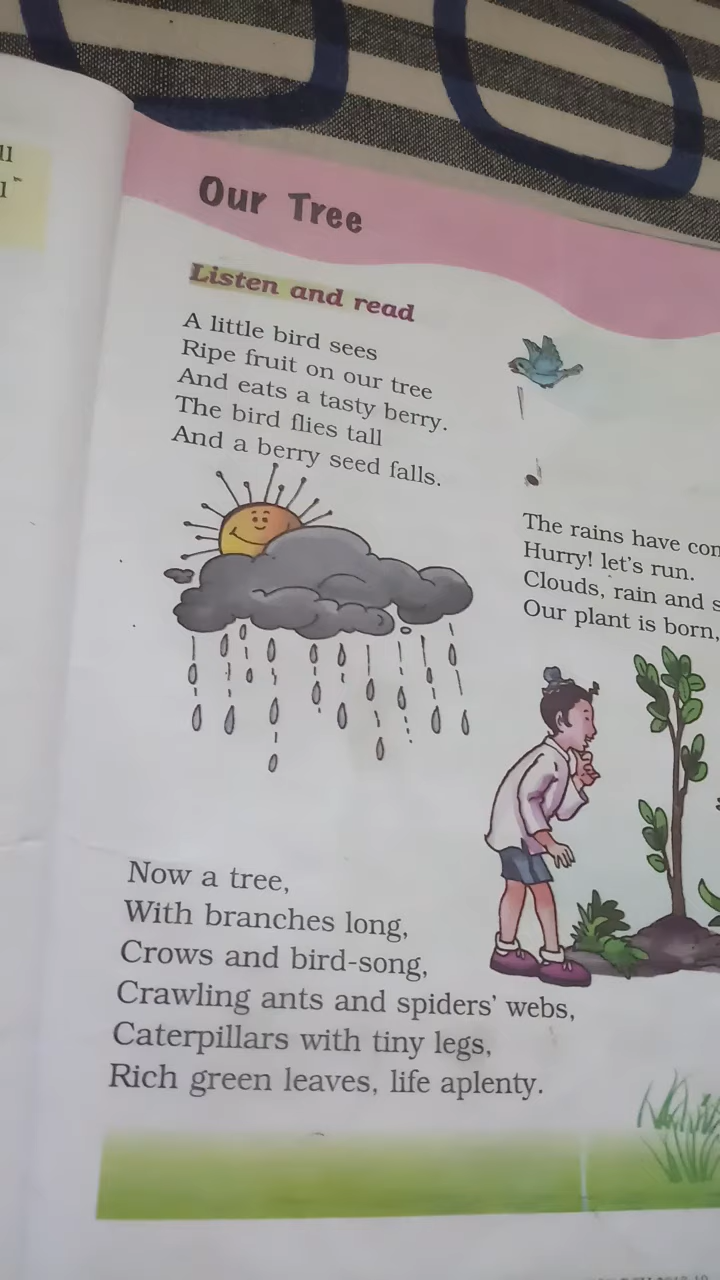 Our Tree
Listen and read
A little bird sees
Ripe fruit on our tree
And eats a tasty berry.
The bird flies tall
And a berry seed falls.
The rains have
Hurry! let's run.
Clouds, rain and
Our plant is born,
Now a tree,
With branches long,
Crows and bird-song,
Crawling ants and spiders' webs,
Caterpillars with tiny legs,
Rich green leaves, life aplenty.